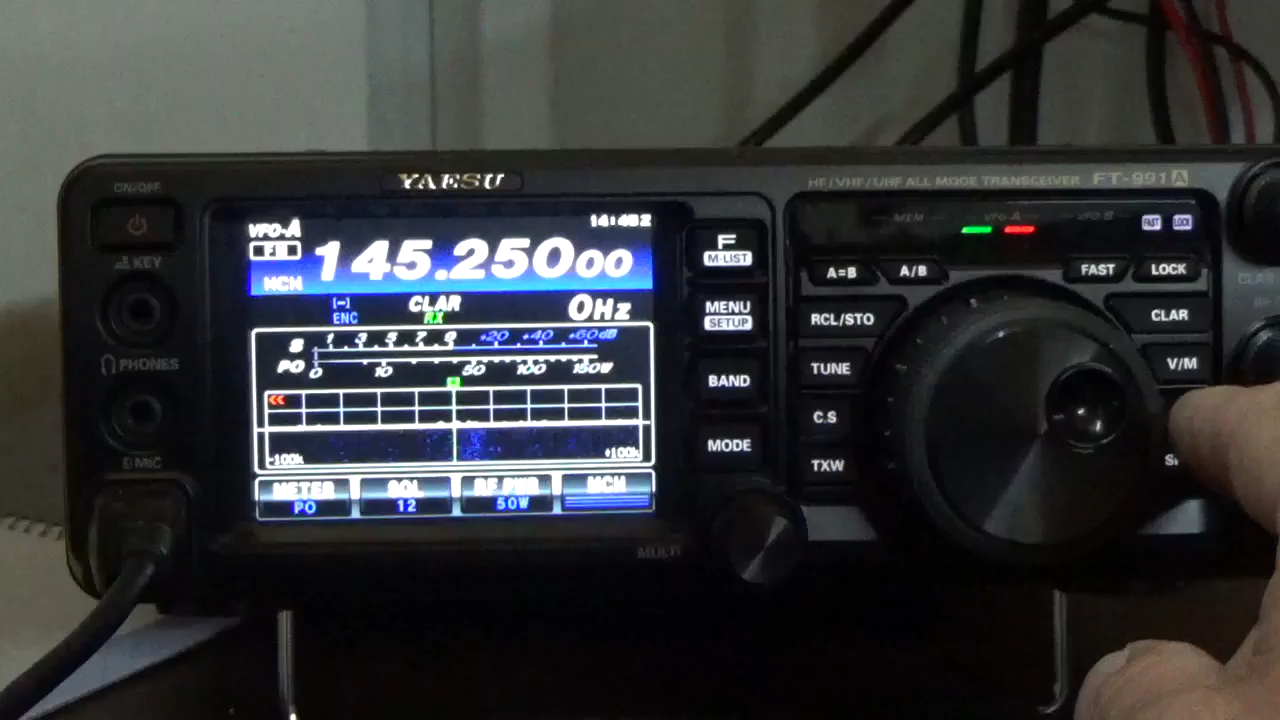 YAESU
HF/VHF/UHF ALL MODE TRANSCEIVER FT-991A
ON/OFF
KEY
PHONES
MIC
VFO-A
145.25000
MCH
[-]
ENC
CLAR
RX
0Hz
S 1 3 5 7 9 +20 +40 +60dB
PO 0 10 50 100 150W
<<
-100k
+100k
METER
PO
SQL
12
RF PWR
50W
MCH
F
M-LIST
MENU
SETUP
BAND
MODE
MULTI
MEM
VFO-A
VFO-B
FAST
LOCK
A=B
A/B
FAST
LOCK
RCL/STO
CLAR
TUNE
V/M
C.S
TXW